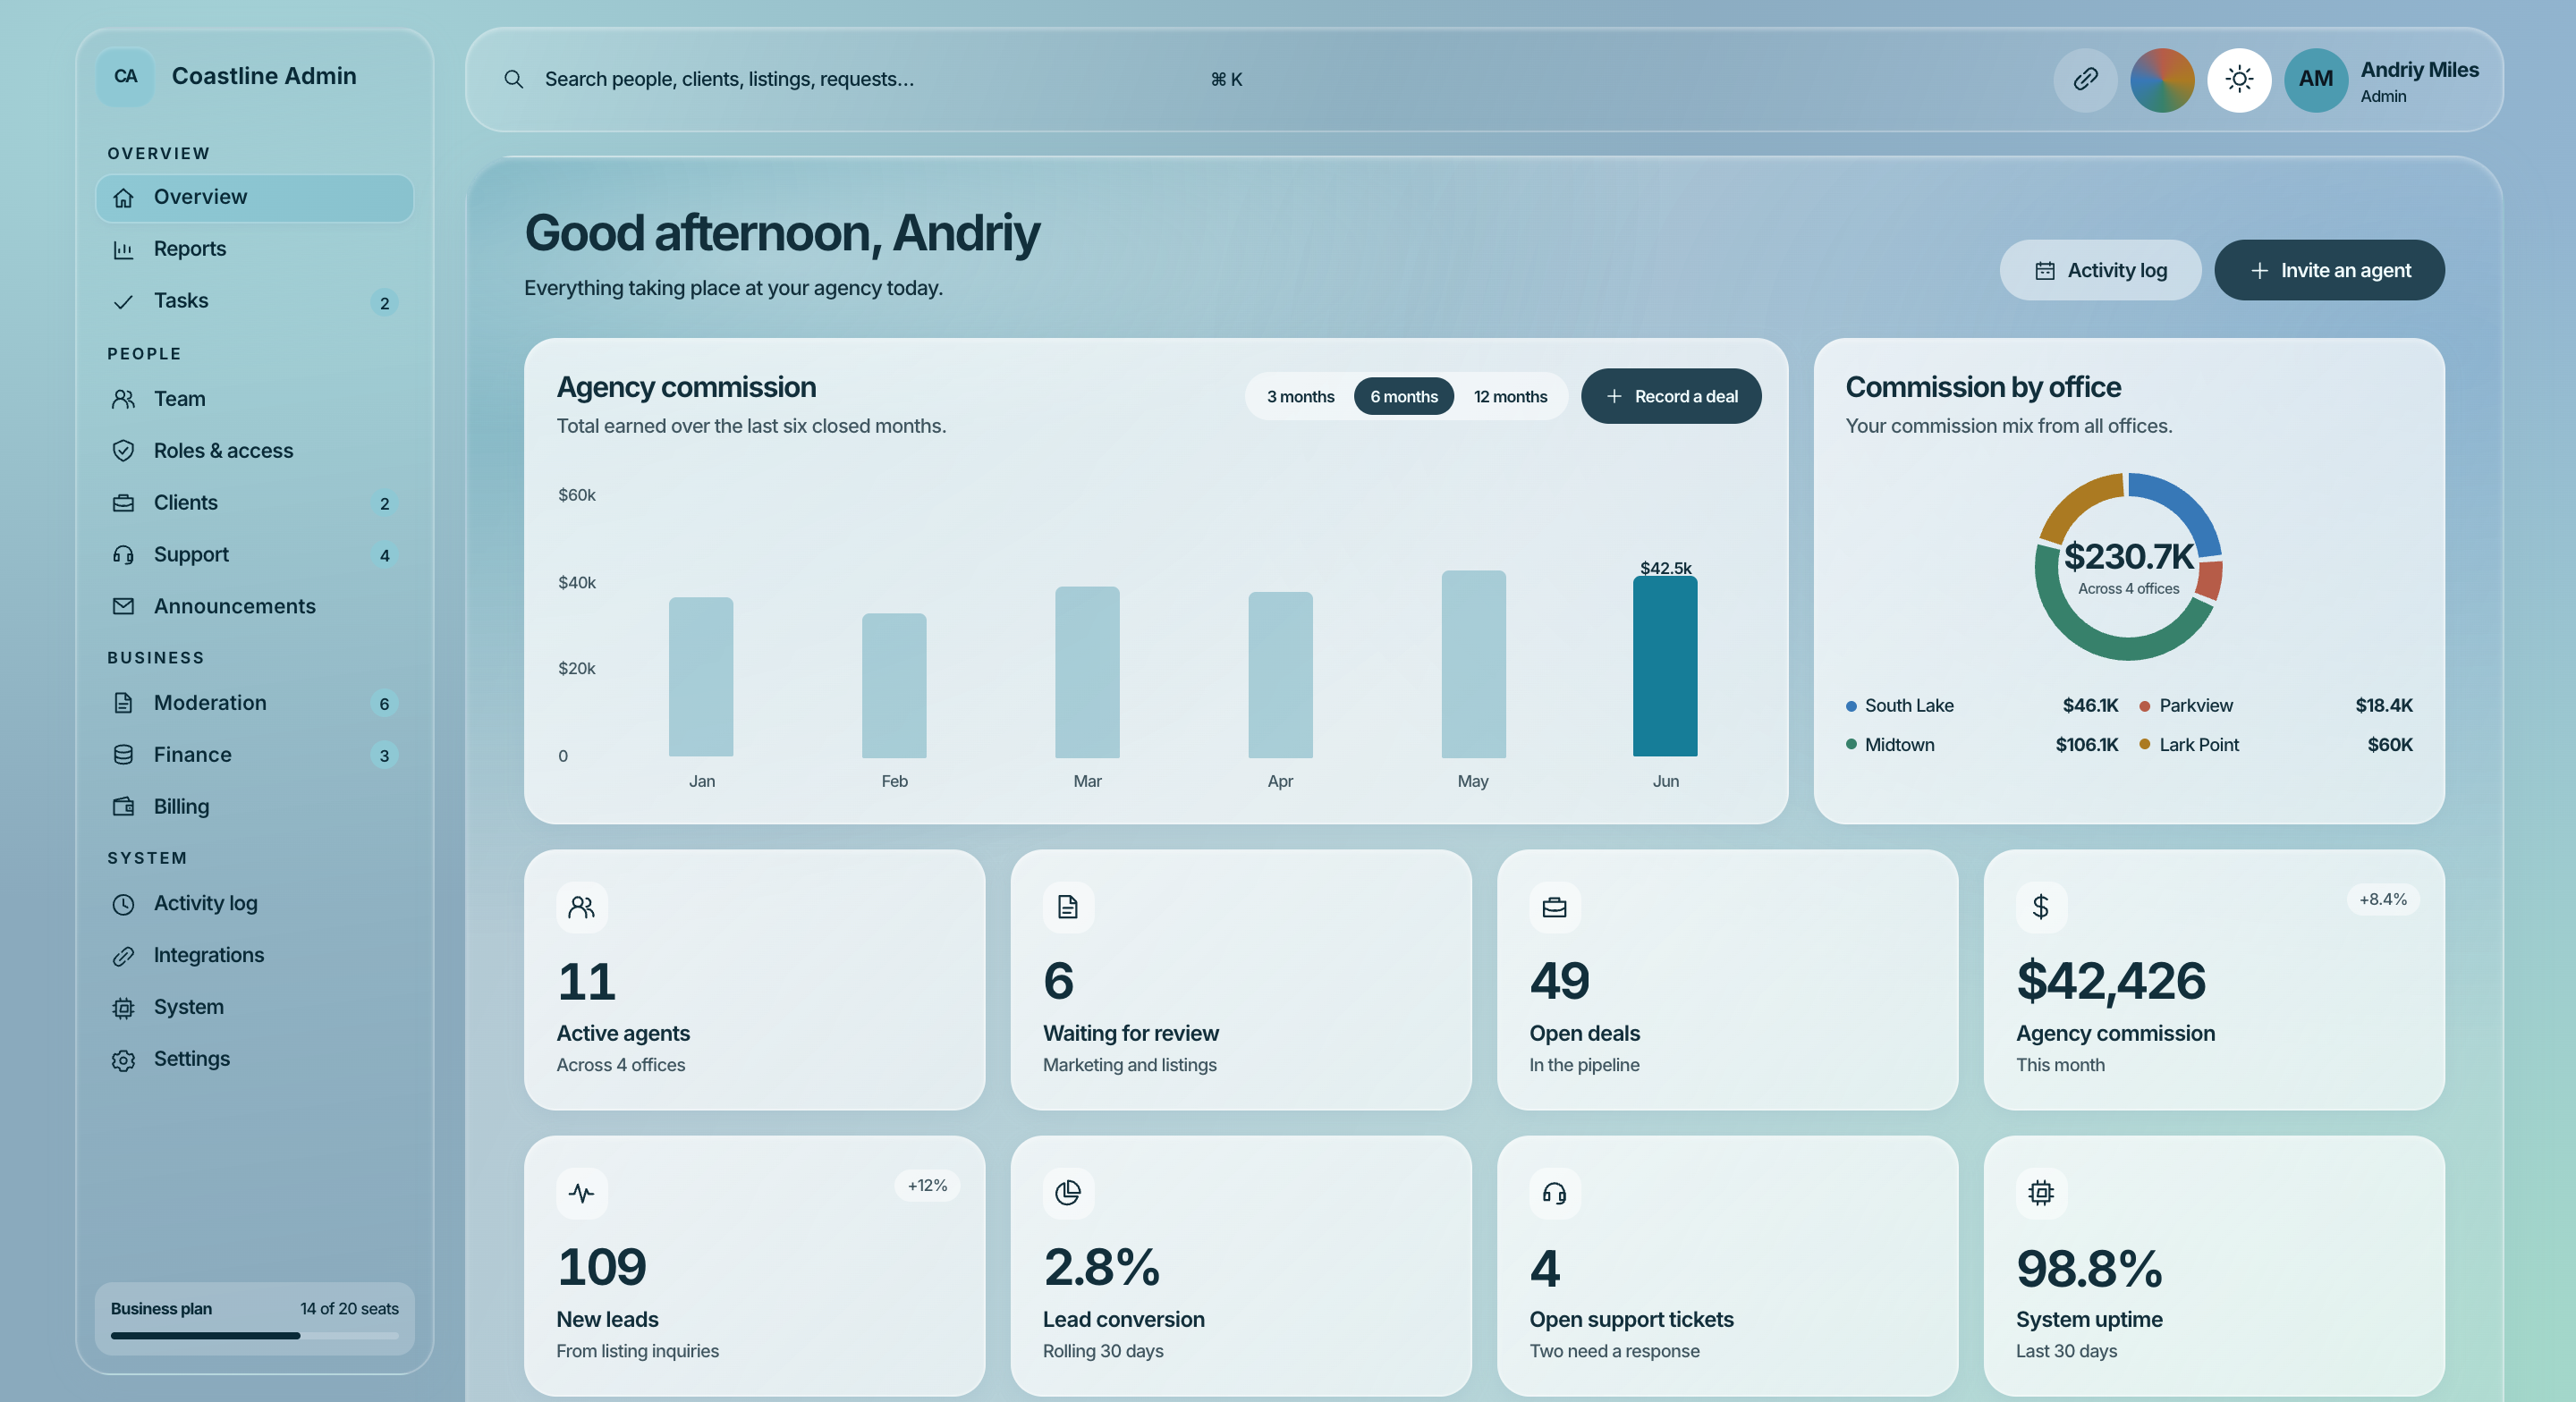 CA
Coastline Admin
OVERVIEW
Overview
Reports
Tasks 2
PEOPLE
Team
Roles & access
Clients 2
Support 4
Announcements
BUSINESS
Moderation 6
Finance 3
Billing
SYSTEM
Activity log
Integrations
System
Settings
Business plan 14 of 20 seats
Search people, clients, listings, requests... ⌘ K
AM
Andriy Miles
Admin
Good afternoon, Andriy
Everything taking place at your agency today.
Activity log
Invite an agent
Agency commission
Total earned over the last six closed months.
3 months 6 months 12 months
Record a deal
$60k
$40k
$20k
0
$42.5k
Jan Feb Mar Apr May Jun
Commission by office
Your commission mix from all offices.
$230.7K
Across 4 offices
South Lake $46.1K Parkview $18.4K
Midtown $106.1K Lark Point $60K
11
Active agents
Across 4 offices
6
Waiting for review
Marketing and listings
49
Open deals
In the pipeline
+8.4%
$42,426
Agency commission
This month
+12%
109
New leads
From listing inquiries
2.8%
Lead conversion
Rolling 30 days
4
Open support tickets
Two need a response
98.8%
System uptime
Last 30 days